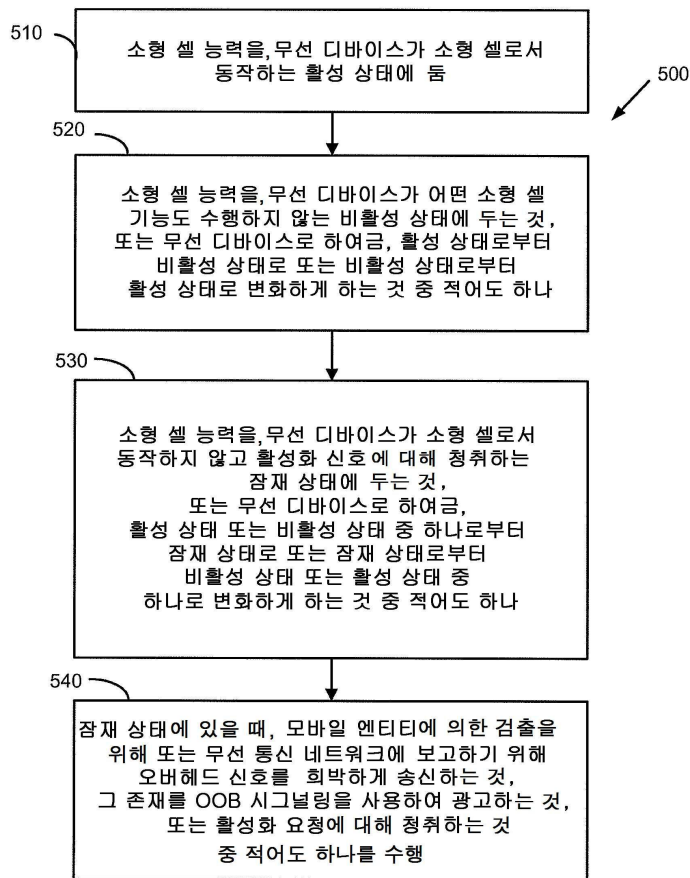 510
소형 셀 능력을,무선 디바이스가 소형 셀로서
동작하는 활성 상태에 둠
500
520
소형 셀 능력을,무선 디바이스가 어떤 소형 셀
기능도 수행하지 않는 비활성 상태에 두는 것,
또는 무선 디바이스로 하여금, 활성 상태로부터
비활성 상태로 또는 비활성 상태로부터
활성 상태로 변화하게 하는 것 중 적어도 하나
530
소형 셀 능력을,무선 디바이스가 소형 셀로서
동작하지 않고 활성화 신호에 대해 청취하는
잠재 상태에 두는 것,
또는 무선 디바이스로 하여금,
활성 상태 또는 비활성 상태 중 하나로부터
잠재 상태로 또는 잠재 상태로부터
비활성 상태 또는 활성 상태 중
하나로 변화하게 하는 것 중 적어도 하나
540
잠재 상태에 있을 때, 모바일 엔티티에 의한 검출을
위해 또는 무선 통신 네트워크에 보고하기 위해
오버헤드 신호를 희박하게 송신하는 것,
그 존재를 OOB 시그널링을 사용하여 광고하는 것,
또는 활성화 요청에 대해 청취하는 것
중 적어도 하나를 수행